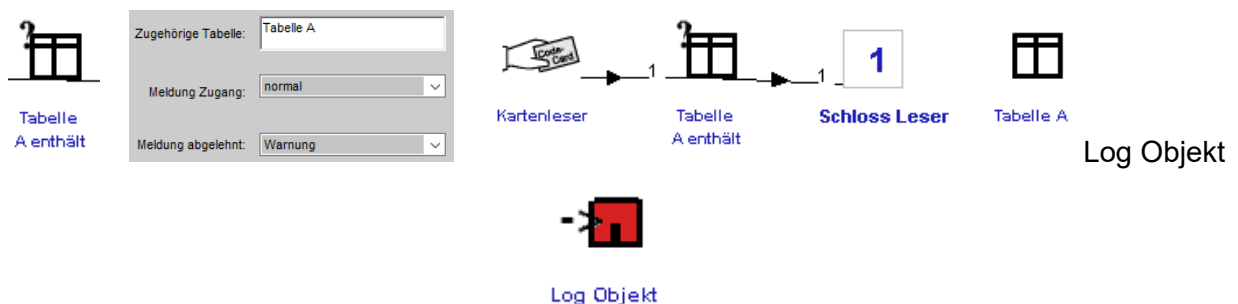 Tabelle
A enthält
Zugehörige Tabelle: Tabelle A
Meldung Zugang: normal
Meldung abgelehnt: Warnung
Code-
Card
1
1
1
Kartenleser
Tabelle
A enthält
Schloss Leser
Tabelle A
Log Objekt
Log Objekt